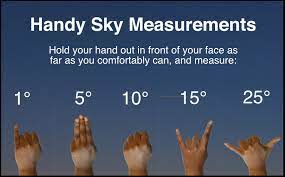 Handy Sky Measurements
Hold your hand out in front of your face as
far as you comfortably can, and measure:
1° 5° 10° 15° 25°